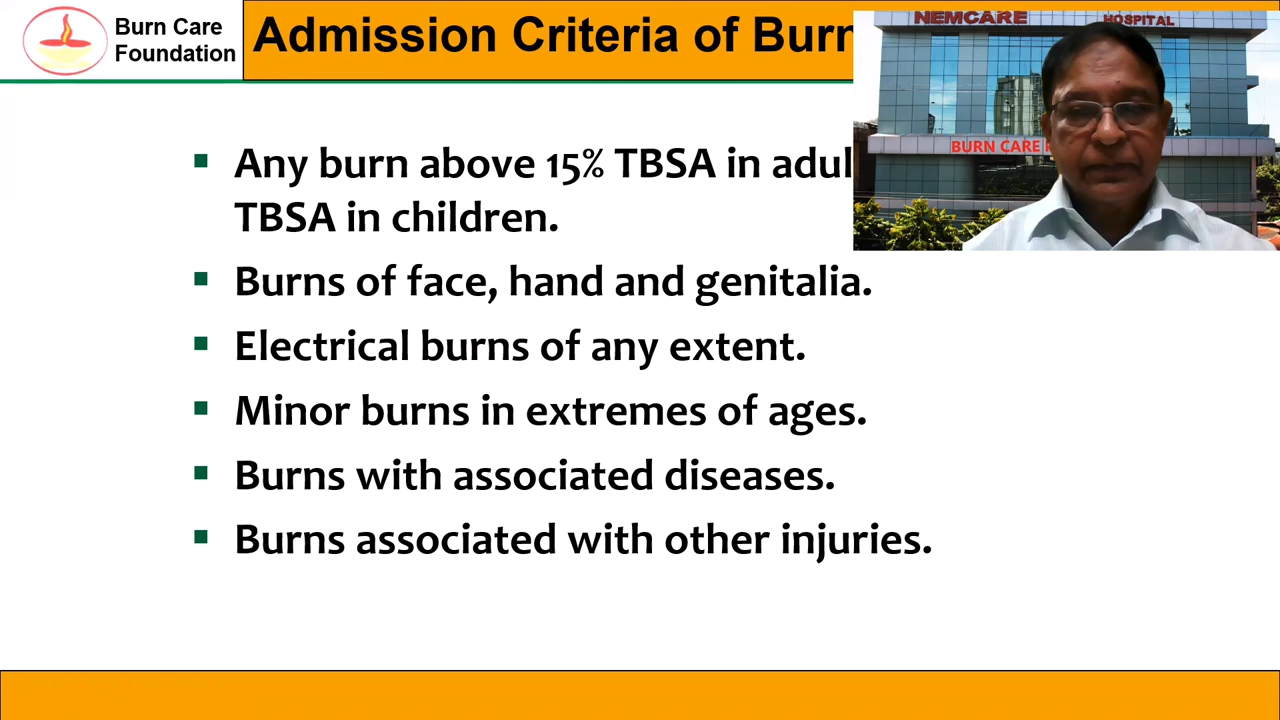 Burn Care
Foundation
Admission Criteria of Burn
NEMCARE HOSPITAL
BURN CARE
▪ Any burn above 15% TBSA in
TBSA in children.
▪ Burns of face, hand and genitalia.
▪ Electrical burns of any extent.
▪ Minor burns in extremes of ages.
▪ Burns with associated diseases.
▪ Burns associated with other injuries.